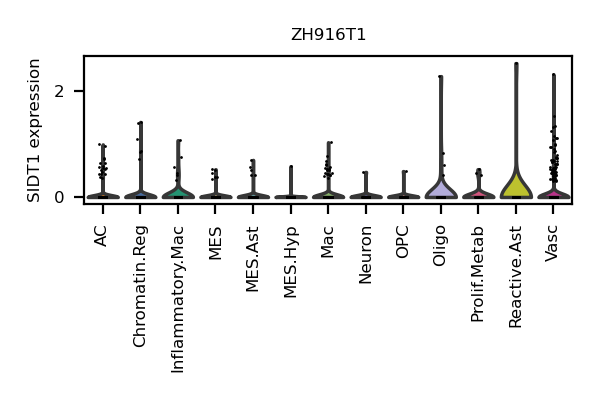 ZH916T1
SIDT1 expression
2
0
AC
Chromatin.Reg
Inflammatory.Mac
MES
MES.Ast
MES.Hyp
Mac
Neuron
OPC
Oligo
Prolif.Metab
Reactive.Ast
Vasc